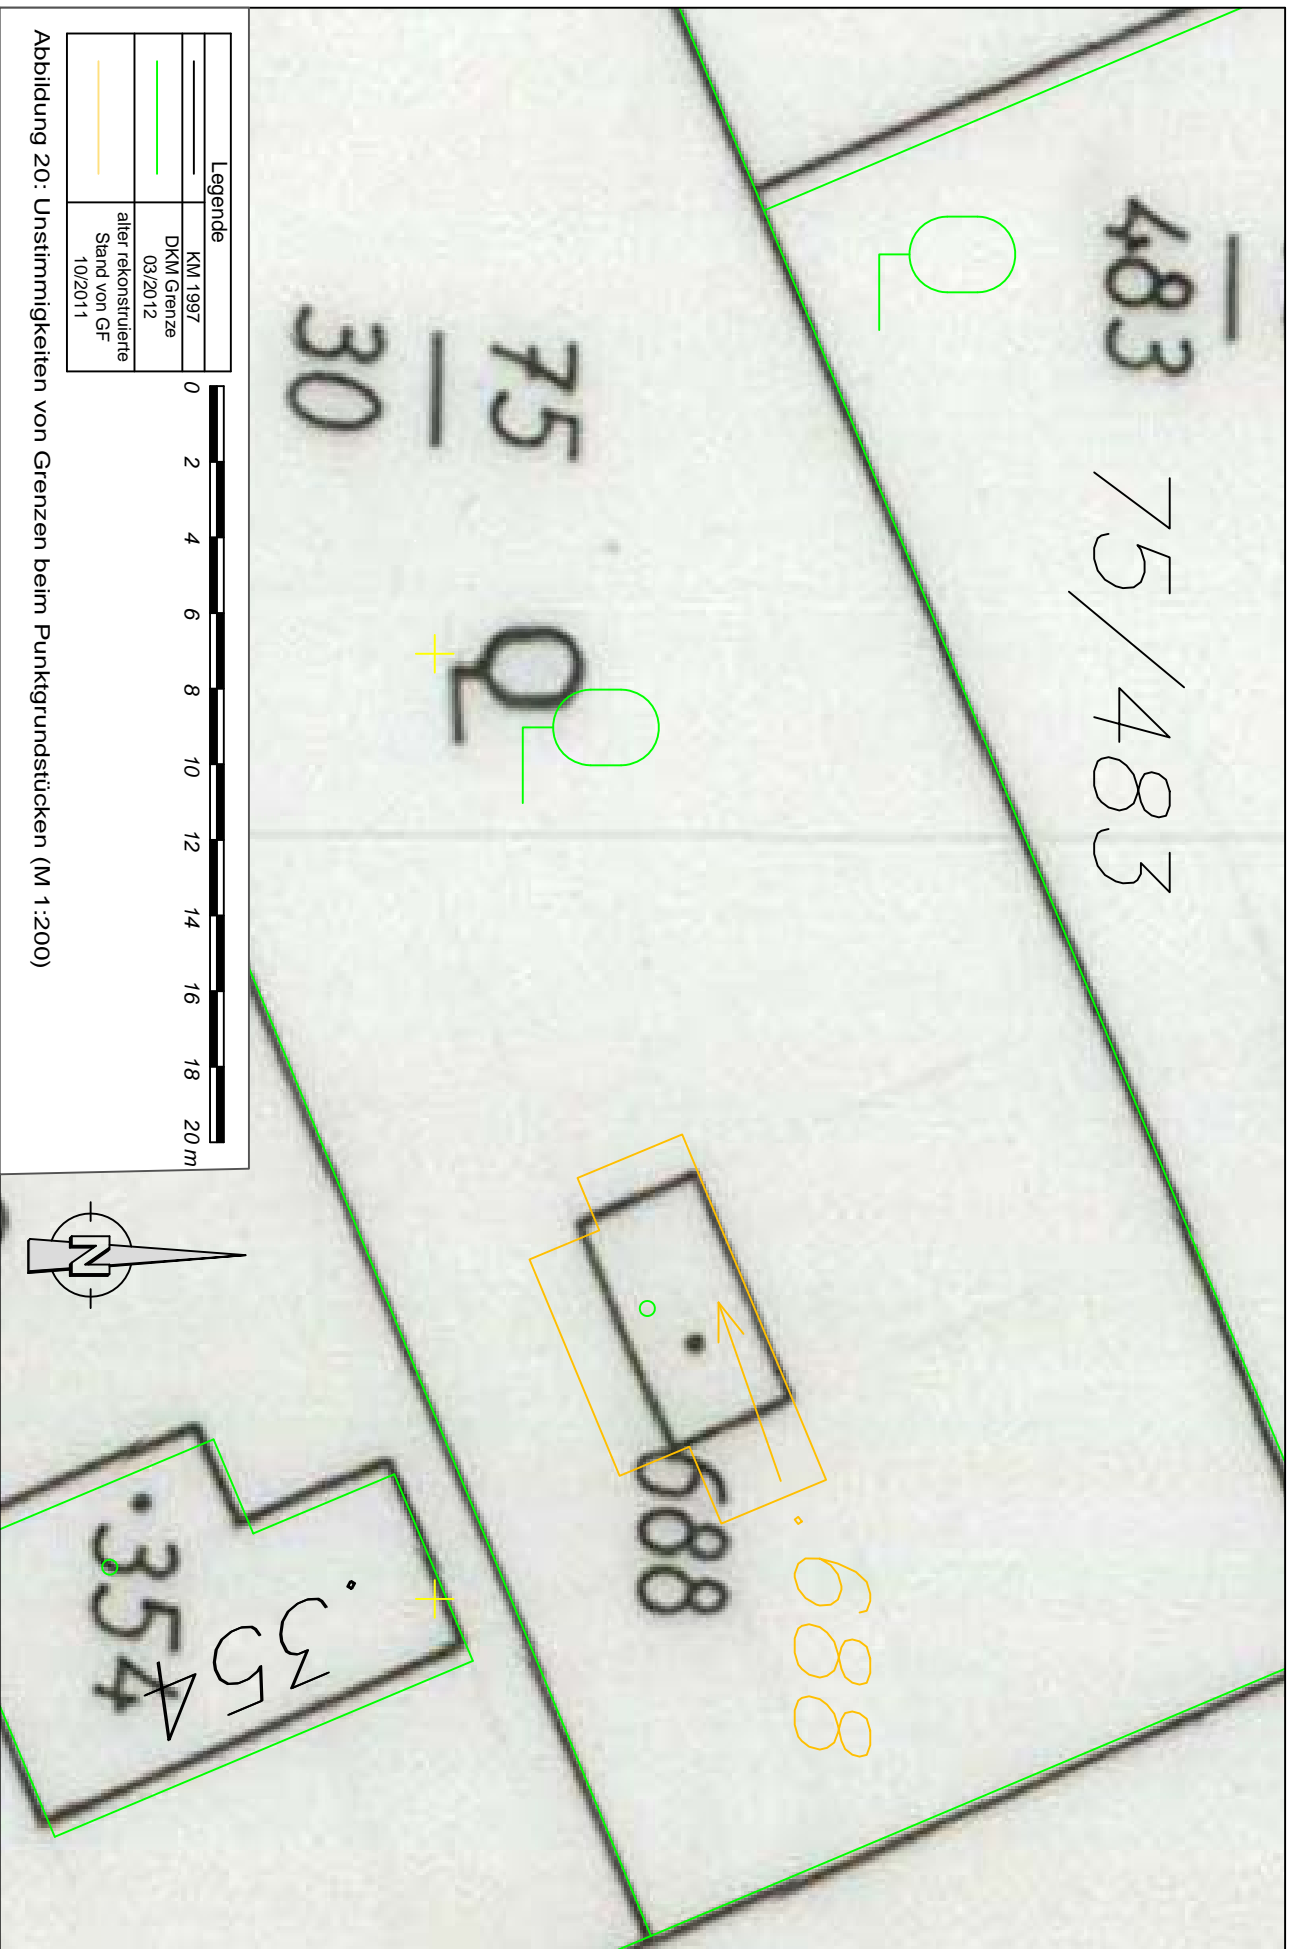 483
75/483
75
30
688
.688
.354
.354
Legende
KM 1997
DKM Grenze
03/2012
alter rekonstruierte
Stand von GF
10/2011
0 2 4 6 8 10 12 14 16 18 20 m
N
Abbildung 20: Unstimmigkeiten von Grenzen beim Punktgrundstücken (M 1:200)